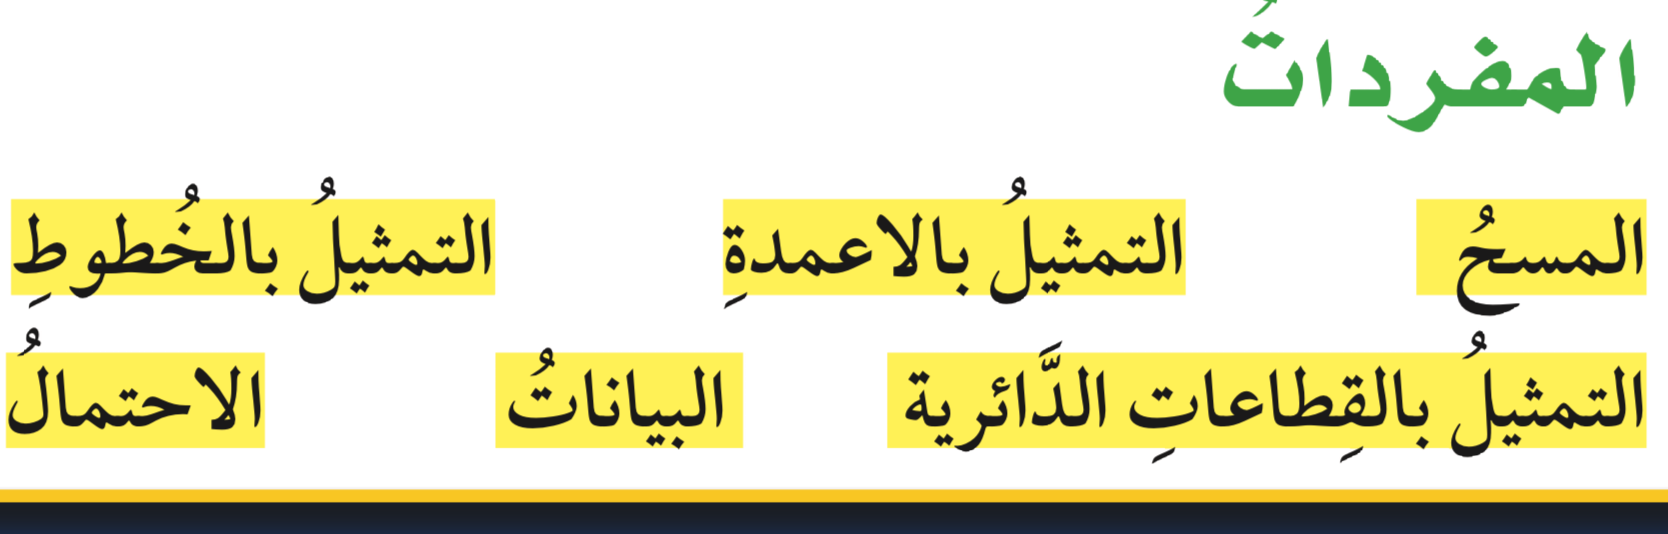 المفرداتُ
المسحُ التمثيلُ بالاعمدةِ التمثيلُ بالخُطوطِ
التمثيلُ بالقِطاعاتِ الدَّائرية البياناتُ الاحتمالُ